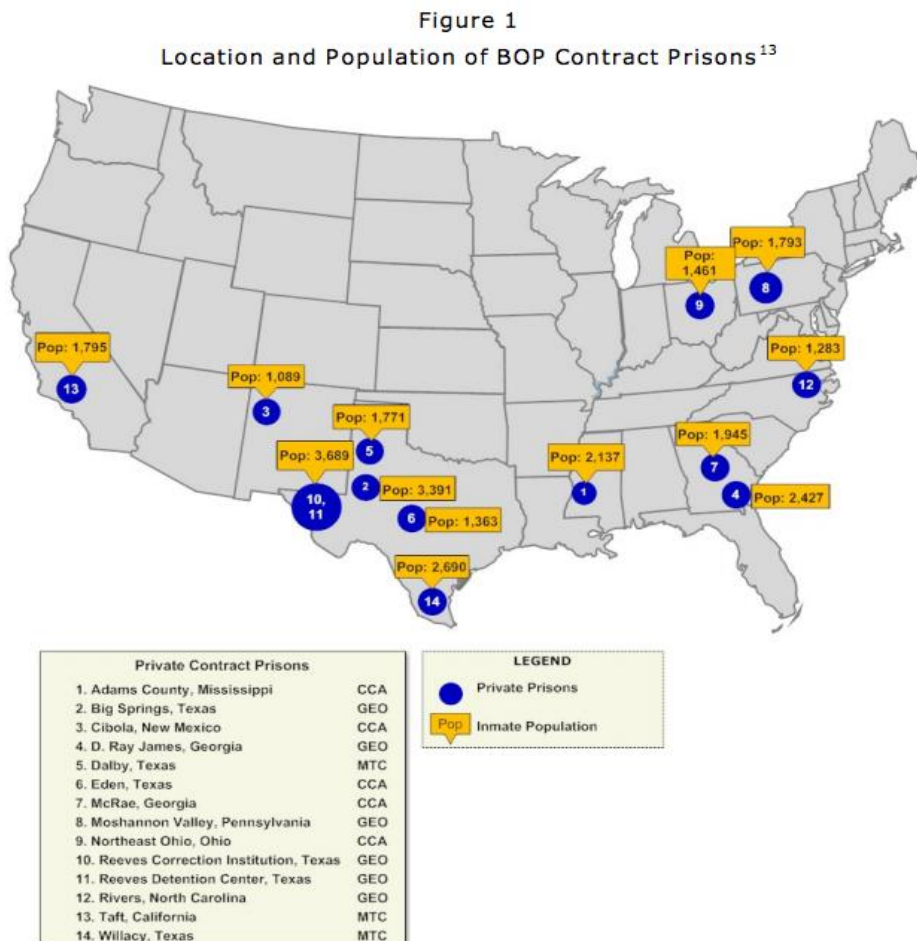 Figure 1
Location and Population of BOP Contract Prisons13
Pop: 1,793
Pop:
1,461
8
9
Pop: 1,795
Pop: 1,283
13
Pop: 1,089
12
3
Pop: 1,771
Pop: 1,945
5
Pop: 3,689
Pop: 2,137
7
2
Pop: 3,391
1
4
Pop: 2,427
10,
11
6
Pop: 1,363
Pop: 2,690
14
Private Contract Prisons
1. Adams County, Mississippi CCA
2. Big Springs, Texas GEO
3. Cibola, New Mexico CCA
4. D. Ray James, Georgia GEO
5. Dalby, Texas MTC
6. Eden, Texas CCA
7. McRae, Georgia CCA
8. Moshannon Valley, Pennsylvania GEO
9. Northeast Ohio, Ohio CCA
10. Reeves Correction Institution, Texas GEO
11. Reeves Detention Center, Texas GEO
12. Rivers, North Carolina GEO
13. Taft, California MTC
14. Willacy, Texas MTC
LEGEND
Private Prisons
Pop Inmate Population